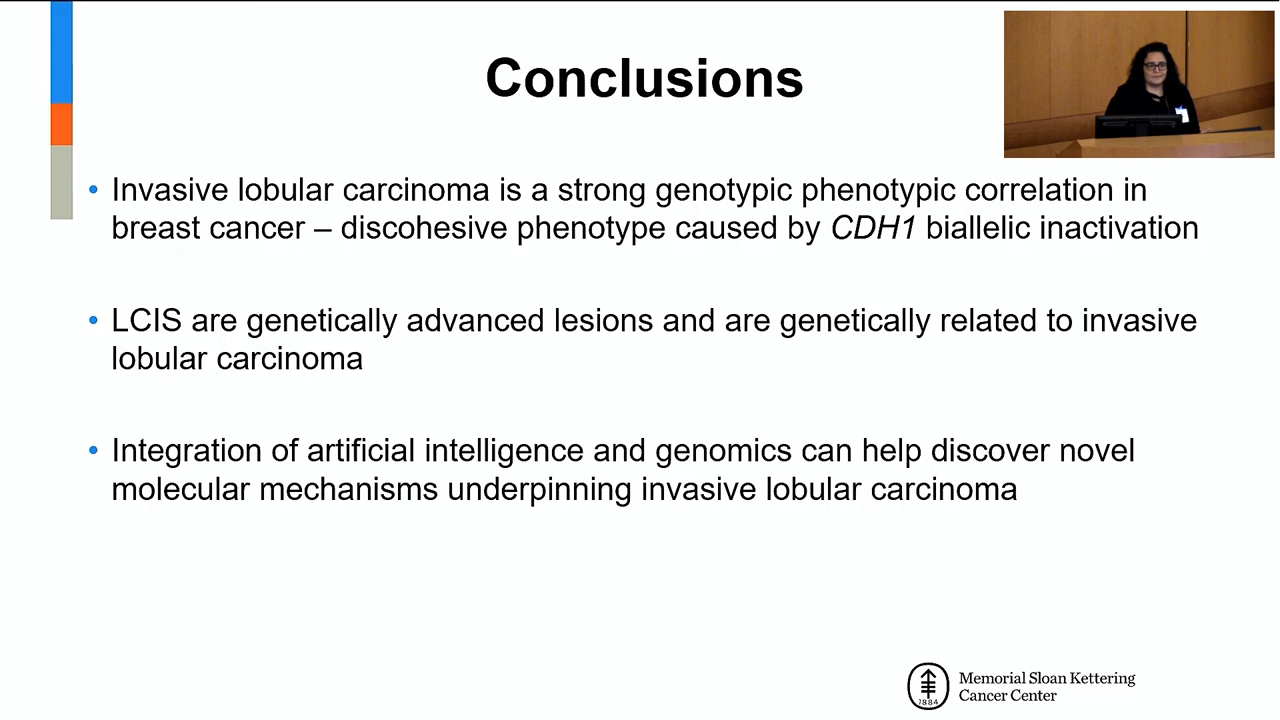 Conclusions
• Invasive lobular carcinoma is a strong genotypic phenotypic correlation in
breast cancer – discohesive phenotype caused by CDH1 biallelic inactivation
• LCIS are genetically advanced lesions and are genetically related to invasive
lobular carcinoma
• Integration of artificial intelligence and genomics can help discover novel
molecular mechanisms underpinning invasive lobular carcinoma
1884
Memorial Sloan Kettering
Cancer Center